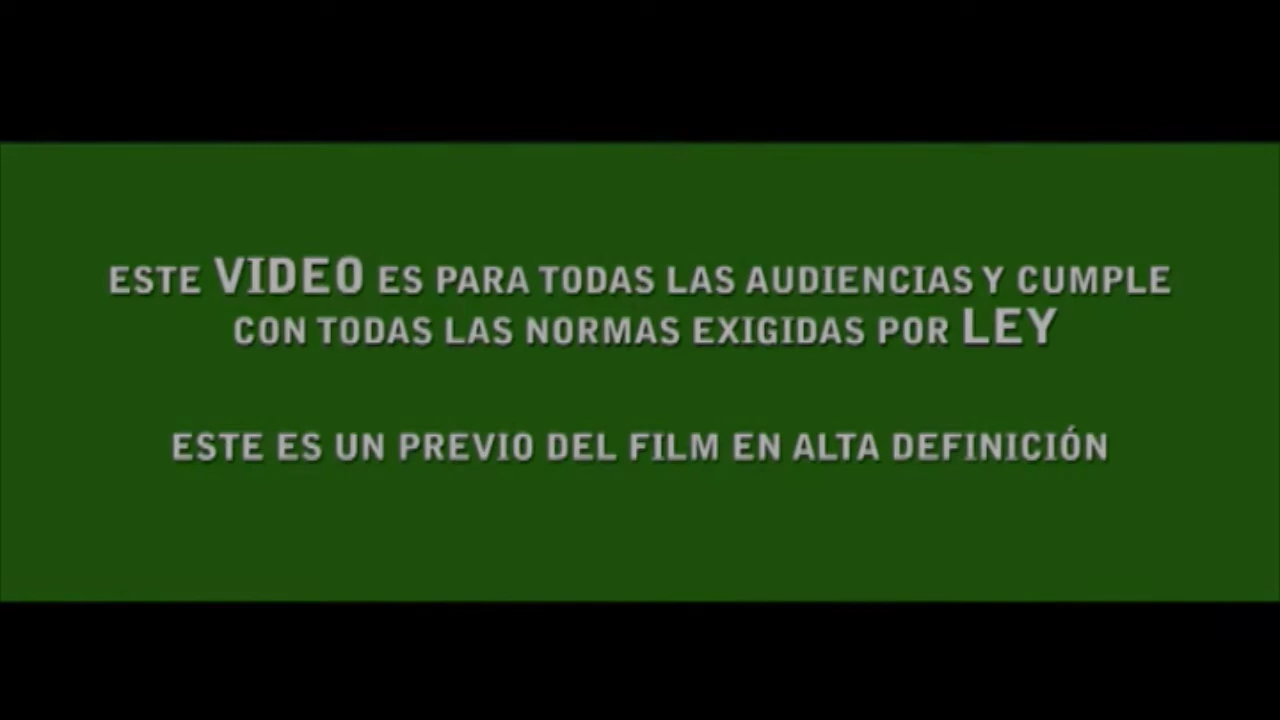 ESTE VIDEO ES PARA TODAS LAS AUDIENCIAS Y CUMPLE
CON TODAS LAS NORMAS EXIGIDAS POR LEY
ESTE ES UN PREVIO DEL FILM EN ALTA DEFINICIÓN